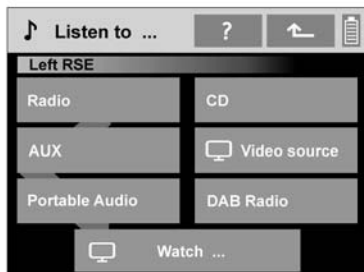 Listen to ...
?
Left RSE
Radio
CD
AUX
Video source
Portable Audio
DAB Radio
Watch ...